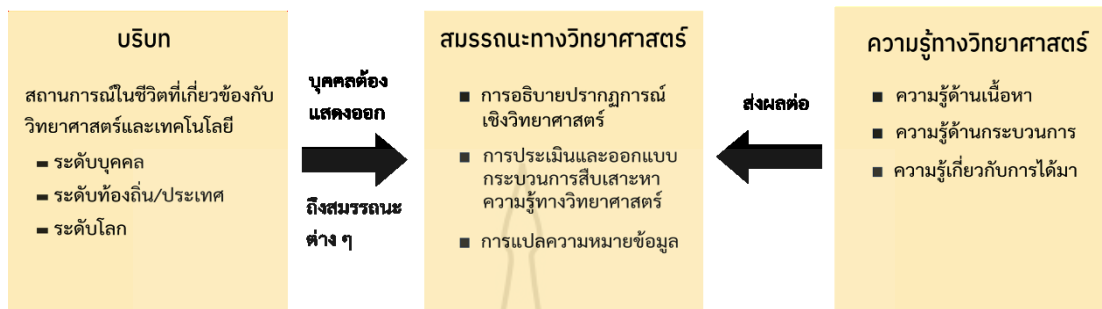 บริบท
สถานการณ์ในชีวิตที่เกี่ยวข้องกับ
วิทยาศาสตร์และเทคโนโลยี
ระดับบุคคล
ระดับท้องถิ่น/ประเทศ
ระดับโลก
บุคคลต้อง
แสดงออก
ถึงสมรรถนะ
ต่าง ๆ
สมรรถนะทางวิทยาศาสตร์
การอธิบายปรากฏการณ์
เชิงวิทยาศาสตร์
การประเมินและออกแบบ
กระบวนการสืบเสาะหา
ความรู้ทางวิทยาศาสตร์
การแปลความหมายข้อมูล
ส่งผลต่อ
ความรู้ทางวิทยาศาสตร์
ความรู้ด้านเนื้อหา
ความรู้ด้านกระบวนการ
ความรู้เกี่ยวกับการได้มา